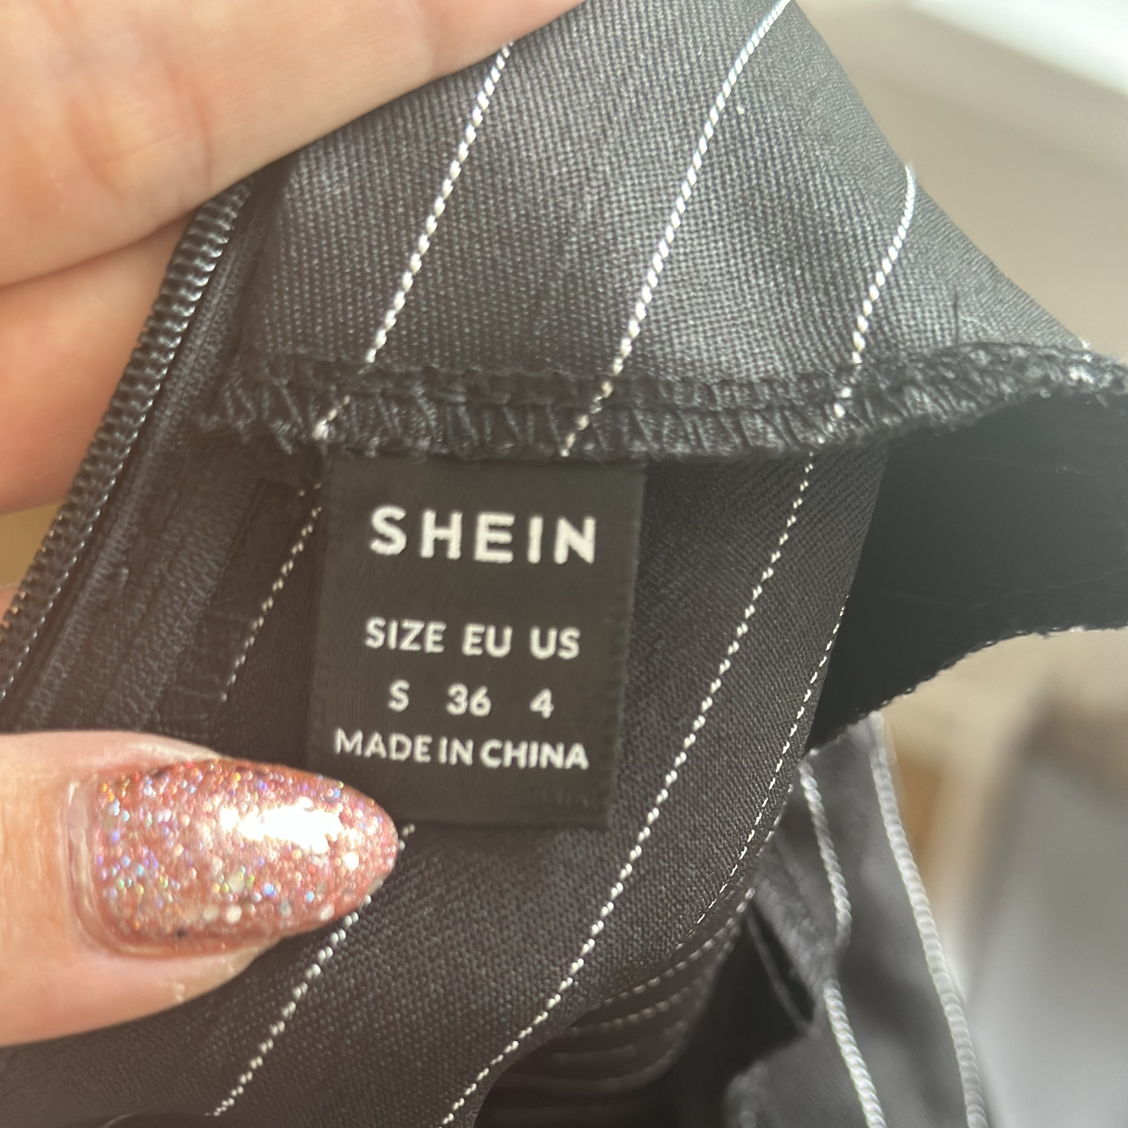 SHEIN
SIZE EU US
S 36 4
MADE IN CHINA